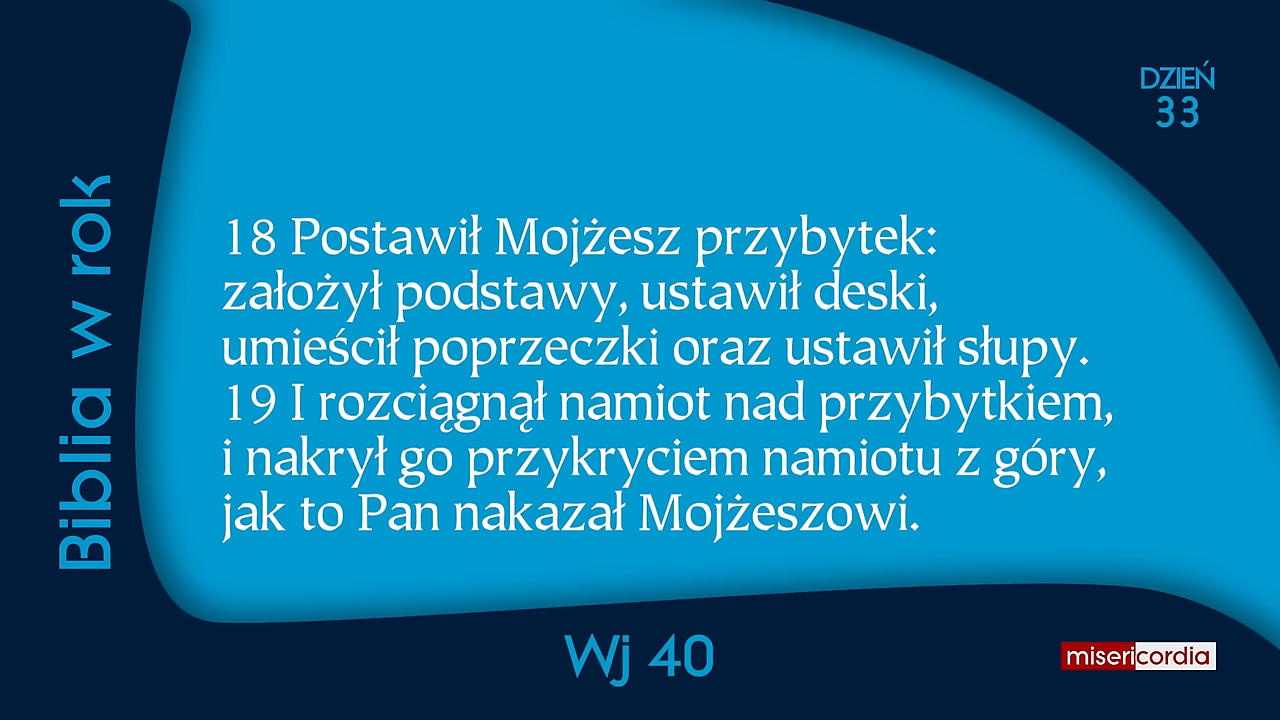 DZIEŃ
33
Biblia w rok
18 Postawił Mojżesz przybytek:
założył podstawy, ustawił deski,
umieścił poprzeczki oraz ustawił słupy.
19 I rozciągnął namiot nad przybytkiem,
i nakrył go przykryciem namiotu z góry,
jak to Pan nakazał Mojżeszowi.
Wj 40
misericordia